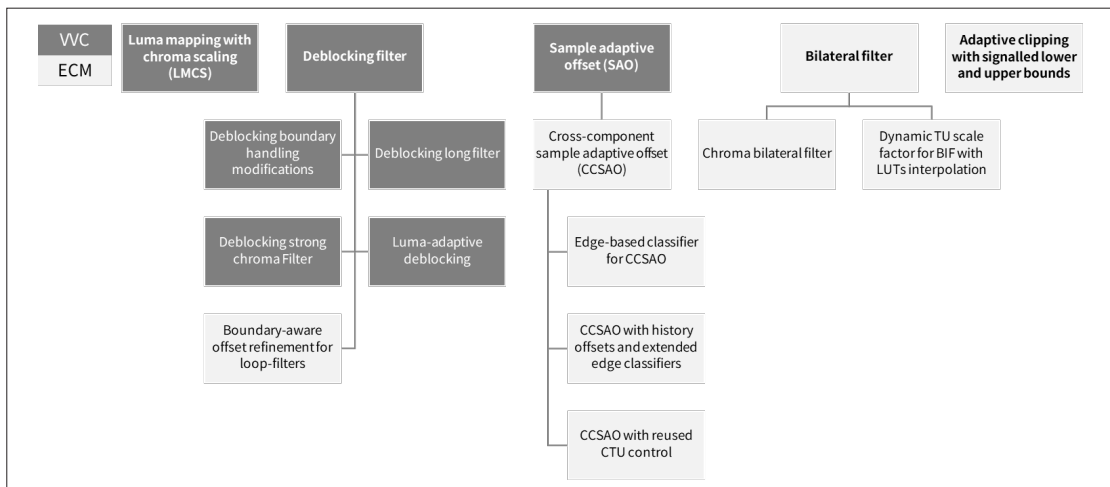 VVC
ECM
Luma mapping with
chroma scaling
(LMCS)
Deblocking filter
Sample adaptive
offset (SAO)
Bilateral filter
Adaptive clipping
with signalled lower
and upper bounds
Deblocking boundary
handling
modifications
Deblocking long filter
Cross-component
sample adaptive
offset (CCSAO)
Chroma bilateral filter
Dynamic TU scale
factor for BIF with
LUTs interpolation
Deblocking strong
chroma Filter
Luma-adaptive
deblocking
Edge-based classifier
for CCSAO
Boundary-aware
offset refinement for
loop-filters
CCSAO with history
offsets and extended
edge classifiers
CCSAO with reused
CTU control